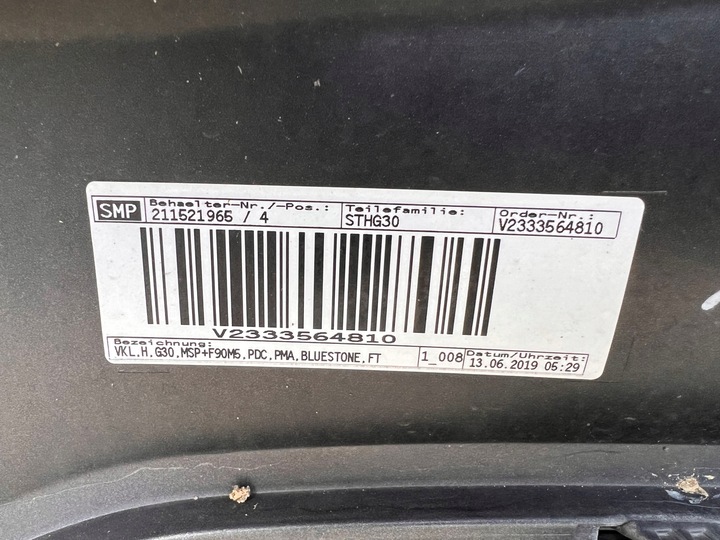 SMP
Behaelter-Nr./-Pos.: Teilefamilie: Order-Nr.:
211521965 / 4 STHG30 V2333564810
V2333564810
Bezeichnung: Datum/Uhrzeit:
VKL.H.G30.MSP+F90M5.PDC.PMA.BLUESTONE.FT 1_008 13.06.2019 05:29